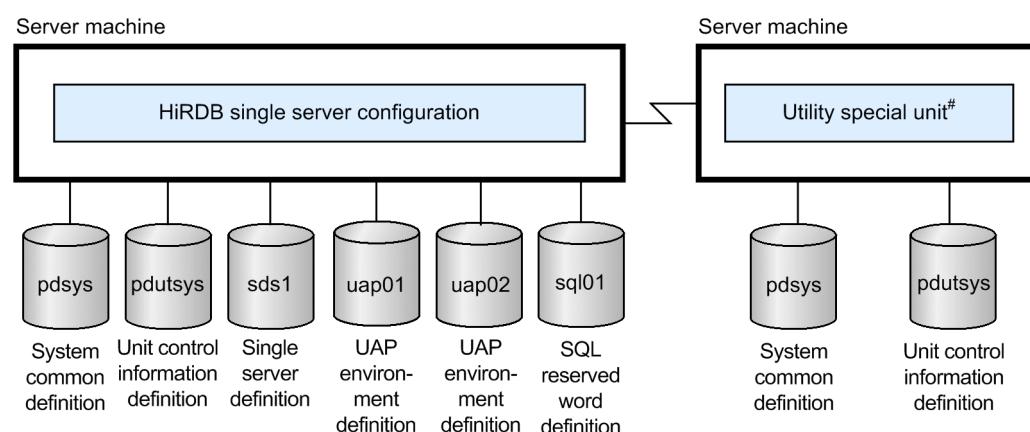 Server machine
Server machine
HiRDB single server configuration
Utility special unit#
pdsys
pdutsys
sds1
uap01
uap02
sql01
pdsys
pdutsys
System
common
definition
Unit control
information
definition
Single
server
definition
UAP
environ-
ment
definition
UAP
environ-
ment
definition
SQL
reserved
word
definition
System
common
definition
Unit control
information
definition